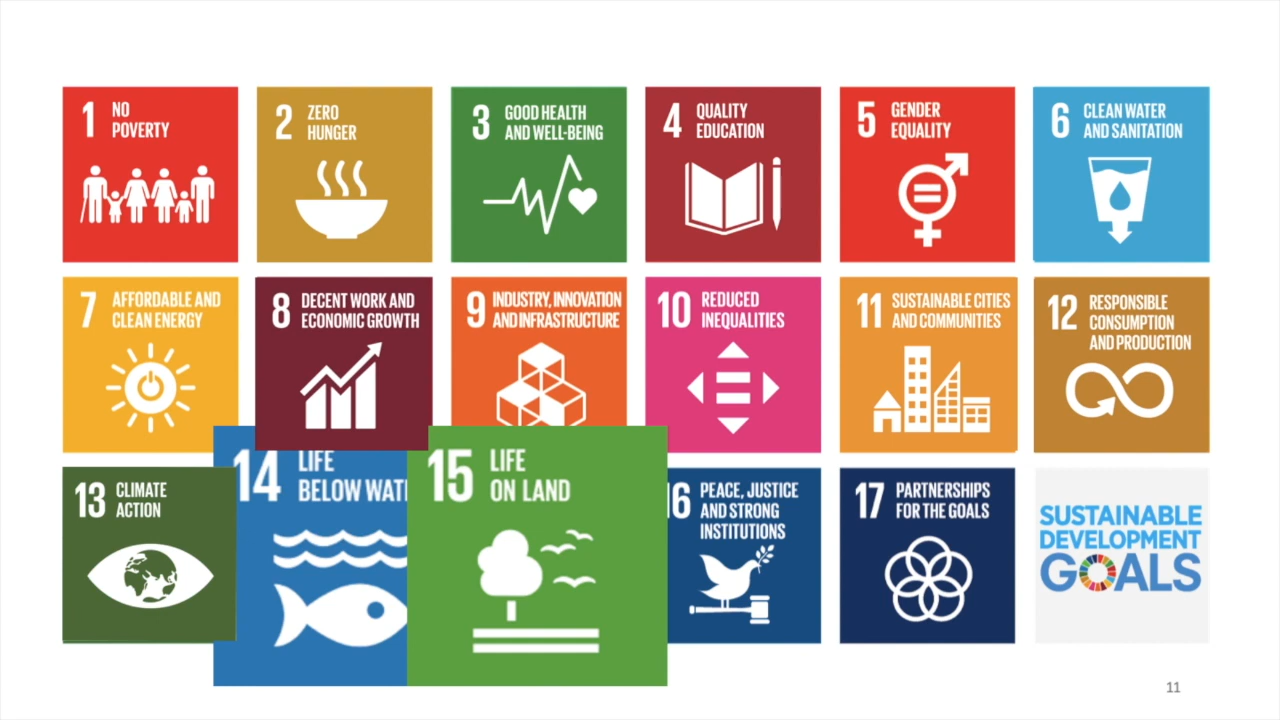 1 NO
POVERTY
2 ZERO
HUNGER
3 GOOD HEALTH
AND WELL-BEING
4 QUALITY
EDUCATION
5 GENDER
EQUALITY
6 CLEAN WATER
AND SANITATION
7 AFFORDABLE AND
CLEAN ENERGY
8 DECENT WORK AND
ECONOMIC GROWTH
9 INDUSTRY, INNOVATION
AND INFRASTRUCTURE
10 REDUCED
INEQUALITIES
11 SUSTAINABLE CITIES
AND COMMUNITIES
12 RESPONSIBLE
CONSUMPTION
AND PRODUCTION
13 CLIMATE
ACTION
14 LIFE
BELOW WAT
15 LIFE
ON LAND
16 PEACE, JUSTICE
AND STRONG
INSTITUTIONS
17 PARTNERSHIPS
FOR THE GOALS
SUSTAINABLE
DEVELOPMENT
GOALS
11